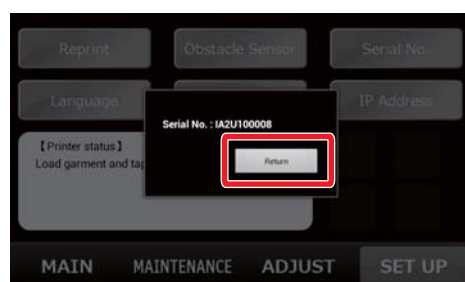 Reprint Obstacle Sensor Serial No.
Language IP Address
Serial No. : IA2U100008
【Printer status】
Load garment and tap
Return
MAIN MAINTENANCE ADJUST SET UP